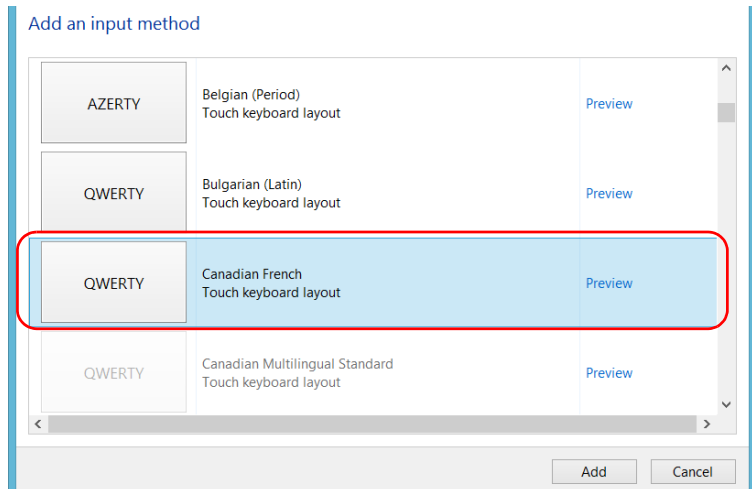 Add an input method
AZERTY
Belgian (Period)
Touch keyboard layout
Preview
QWERTY
Bulgarian (Latin)
Touch keyboard layout
Preview
QWERTY
Canadian French
Touch keyboard layout
Preview
QWERTY
Canadian Multilingual Standard
Touch keyboard layout
Preview
Add
Cancel